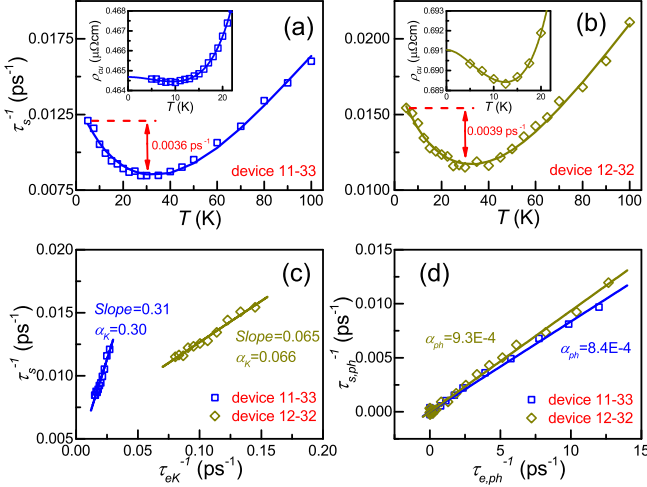 (a)
0.0175
0.0125
0.0075
τs⁻¹ (ps⁻¹)
0.468
0.467
0.466
0.465
0.464
ρcu (μΩcm)
0 10 20
T (K)
0.0036 ps⁻¹
device 11-33
0 20 40 60 80 100
T (K)
(b)
0.0200
0.0150
0.0100
0.693
0.692
0.691
0.690
0.689
ρcu (μΩcm)
0 10 20
T (K)
0.0039 ps⁻¹
device 12-32
0 20 40 60 80 100
T (K)
(c)
0.020
0.015
0.010
0.005
τs⁻¹ (ps⁻¹)
Slope=0.31
αK=0.30
Slope=0.065
αK=0.066
device 11-33
device 12-32
0.00 0.05 0.10 0.15 0.20
τeK⁻¹ (ps⁻¹)
(d)
0.015
0.010
0.005
0.000
τs,ph⁻¹ (ps⁻¹)
αph=9.3E-4
αph=8.4E-4
device 11-33
device 12-32
0 5 10 15
τe,ph⁻¹ (ps⁻¹)